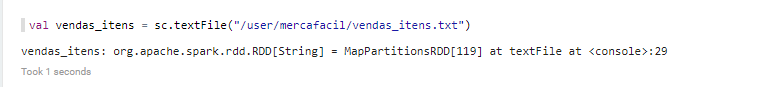 val vendas_itens = sc.textFile("/user/mercafacil/vendas_itens.txt")
vendas_itens: org.apache.spark.rdd.RDD[String] = MapPartitionsRDD[119] at textFile at <console>:29
Took 1 seconds